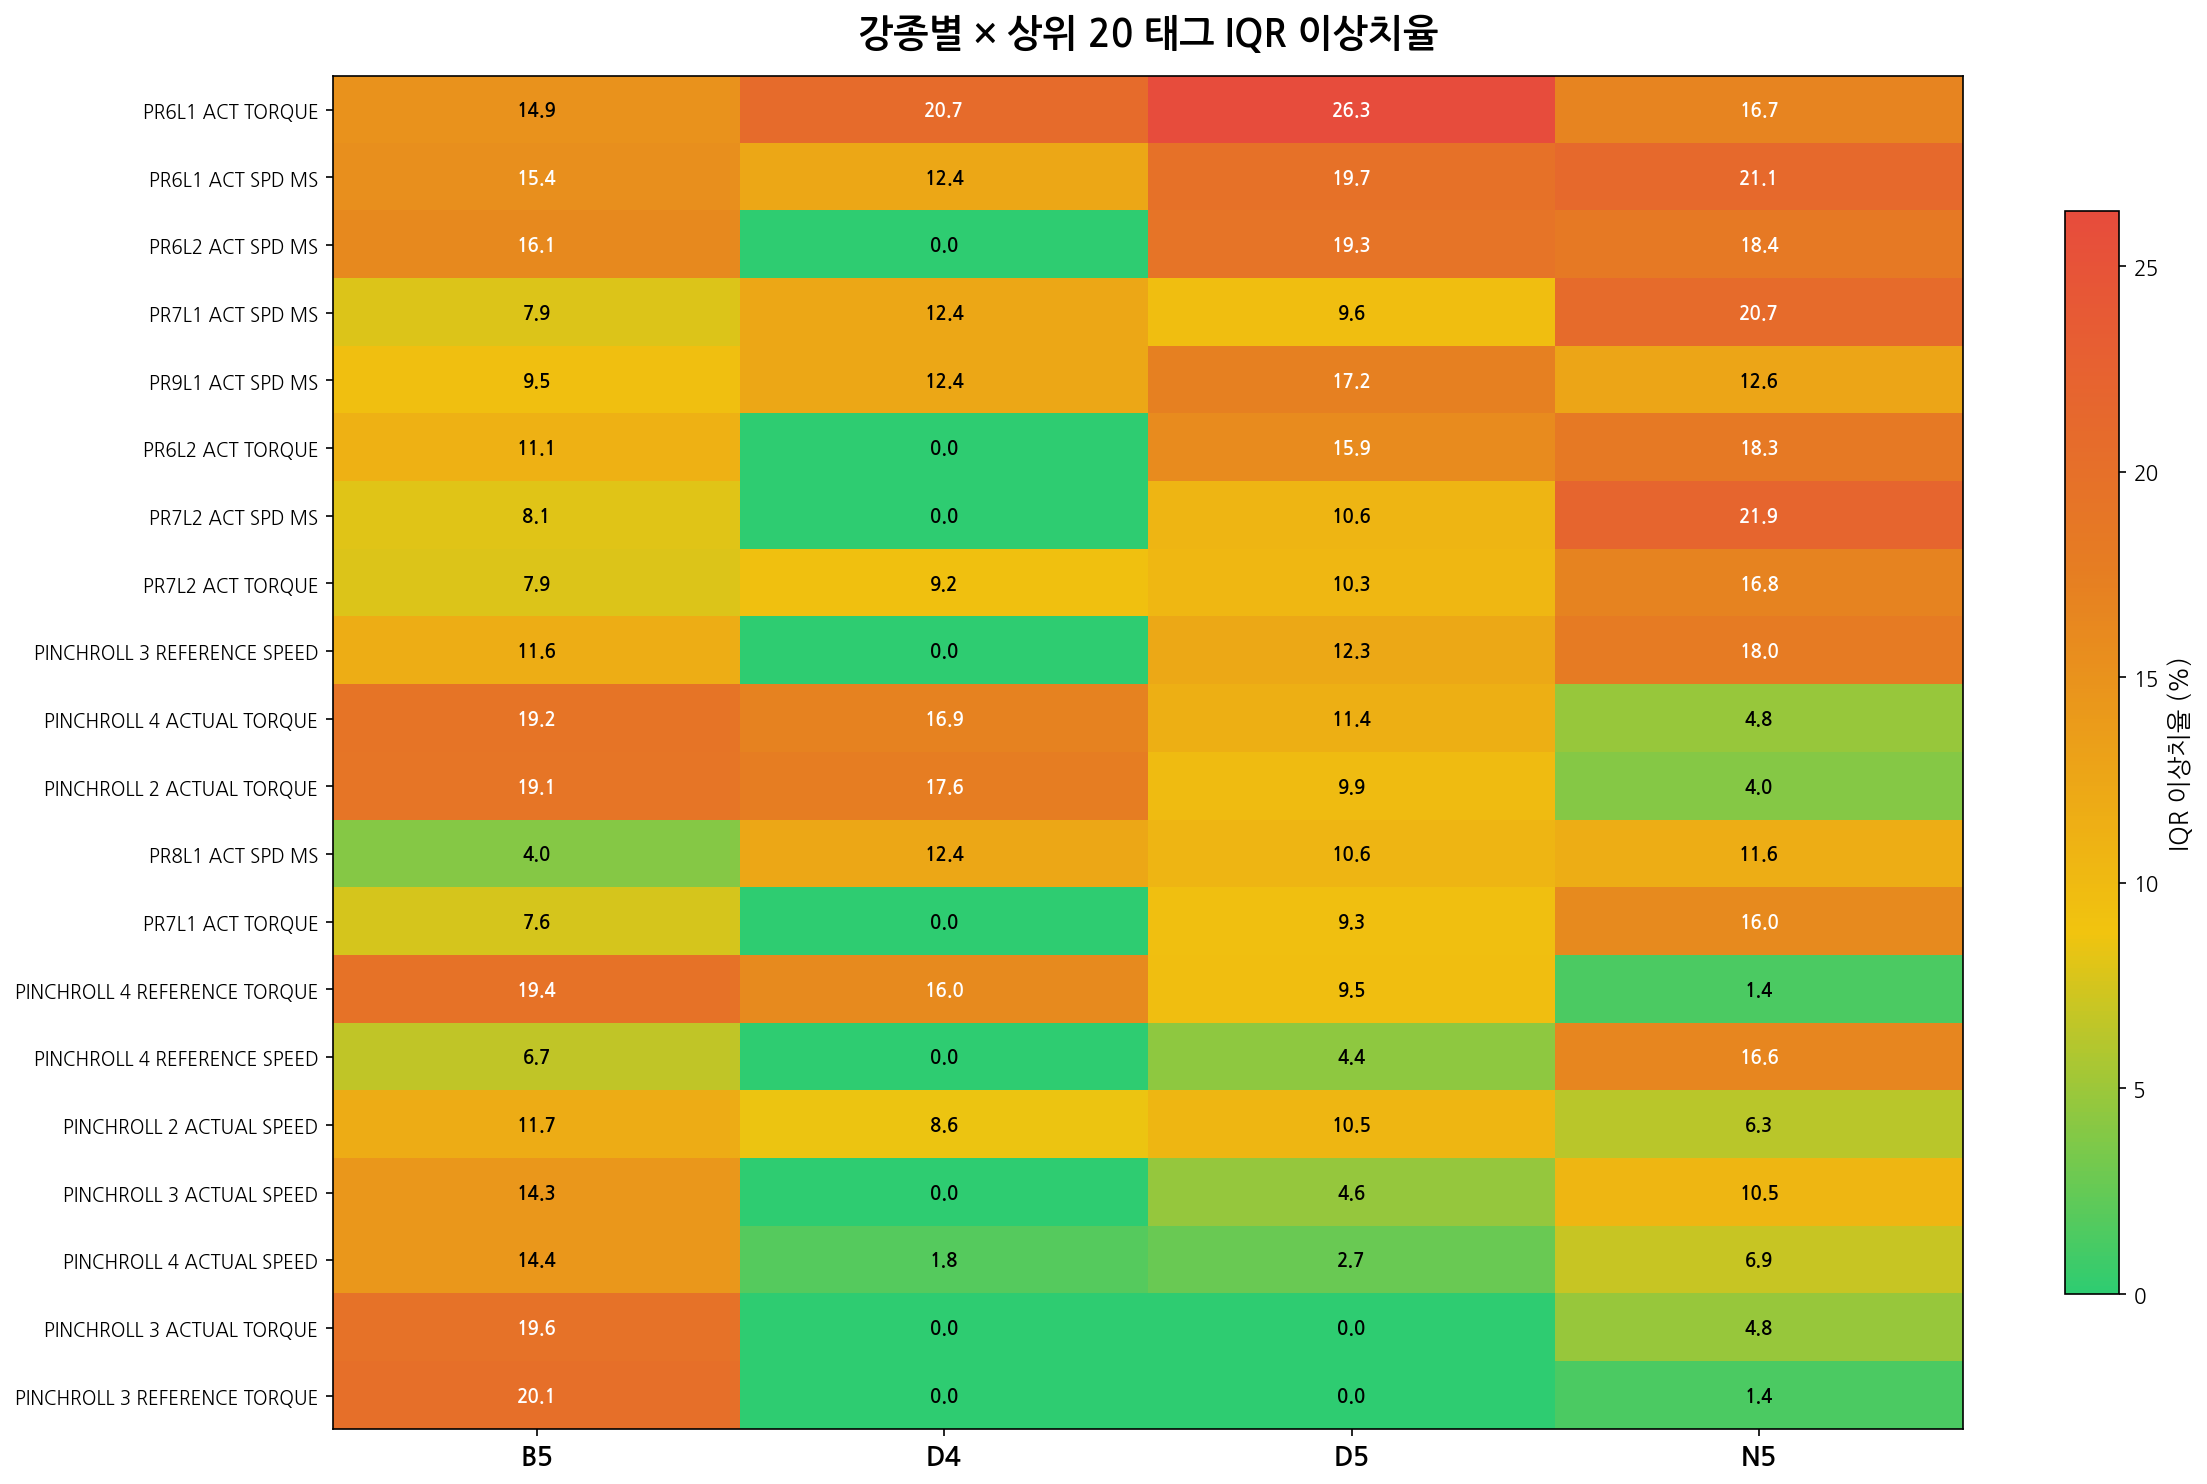 강종별 × 상위 20 태그 IQR 이상치율
PR6L1 ACT TORQUE 14.9 20.7 26.3 16.7
PR6L1 ACT SPD MS 15.4 12.4 19.7 21.1
PR6L2 ACT SPD MS 16.1 0.0 19.3 18.4
PR7L1 ACT SPD MS 7.9 12.4 9.6 20.7
PR9L1 ACT SPD MS 9.5 12.4 17.2 12.6
PR6L2 ACT TORQUE 11.1 0.0 15.9 18.3
PR7L2 ACT SPD MS 8.1 0.0 10.6 21.9
PR7L2 ACT TORQUE 7.9 9.2 10.3 16.8
PINCHROLL 3 REFERENCE SPEED 11.6 0.0 12.3 18.0
PINCHROLL 4 ACTUAL TORQUE 19.2 16.9 11.4 4.8
PINCHROLL 2 ACTUAL TORQUE 19.1 17.6 9.9 4.0
PR8L1 ACT SPD MS 4.0 12.4 10.6 11.6
PR7L1 ACT TORQUE 7.6 0.0 9.3 16.0
PINCHROLL 4 REFERENCE TORQUE 19.4 16.0 9.5 1.4
PINCHROLL 4 REFERENCE SPEED 6.7 0.0 4.4 16.6
PINCHROLL 2 ACTUAL SPEED 11.7 8.6 10.5 6.3
PINCHROLL 3 ACTUAL SPEED 14.3 0.0 4.6 10.5
PINCHROLL 4 ACTUAL SPEED 14.4 1.8 2.7 6.9
PINCHROLL 3 ACTUAL TORQUE 19.6 0.0 0.0 4.8
PINCHROLL 3 REFERENCE TORQUE 20.1 0.0 0.0 1.4
B5 D4 D5 N5
25
20
15
10
5
0
IQR 이상치율 (%)